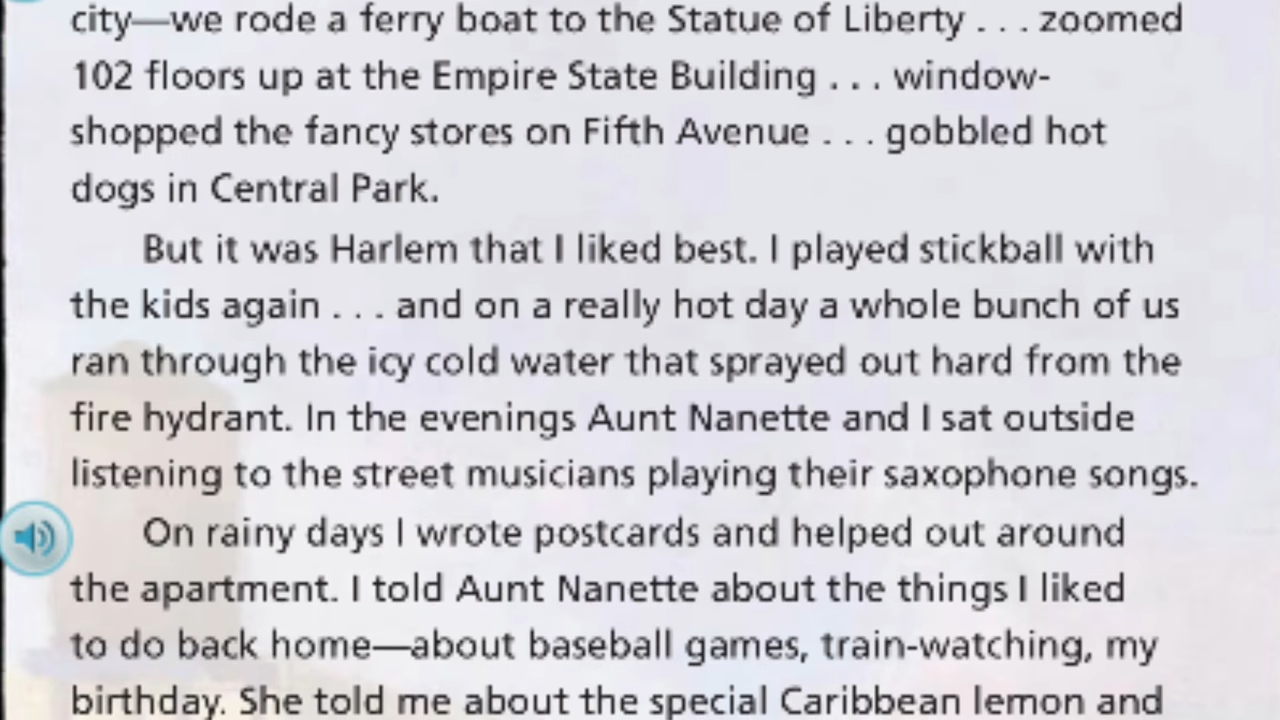 city—we rode a ferry boat to the Statue of Liberty . . . zoomed
102 floors up at the Empire State Building . . . window-
shopped the fancy stores on Fifth Avenue . . . gobbled hot
dogs in Central Park.
But it was Harlem that I liked best. I played stickball with
the kids again . . . and on a really hot day a whole bunch of us
ran through the icy cold water that sprayed out hard from the
fire hydrant. In the evenings Aunt Nanette and I sat outside
listening to the street musicians playing their saxophone songs.
On rainy days I wrote postcards and helped out around
the apartment. I told Aunt Nanette about the things I liked
to do back home—about baseball games, train-watching, my
birthday. She told me about the special Caribbean lemon and